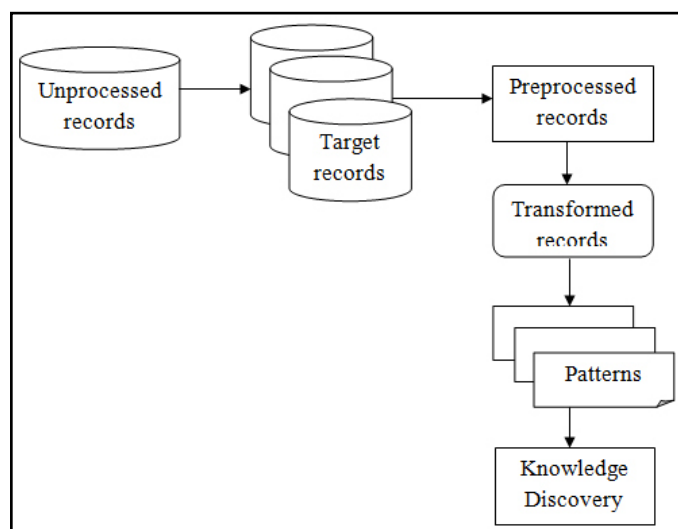 Unprocessed
records
Target
records
Preprocessed
records
Transformed
records
Patterns
Knowledge
Discovery